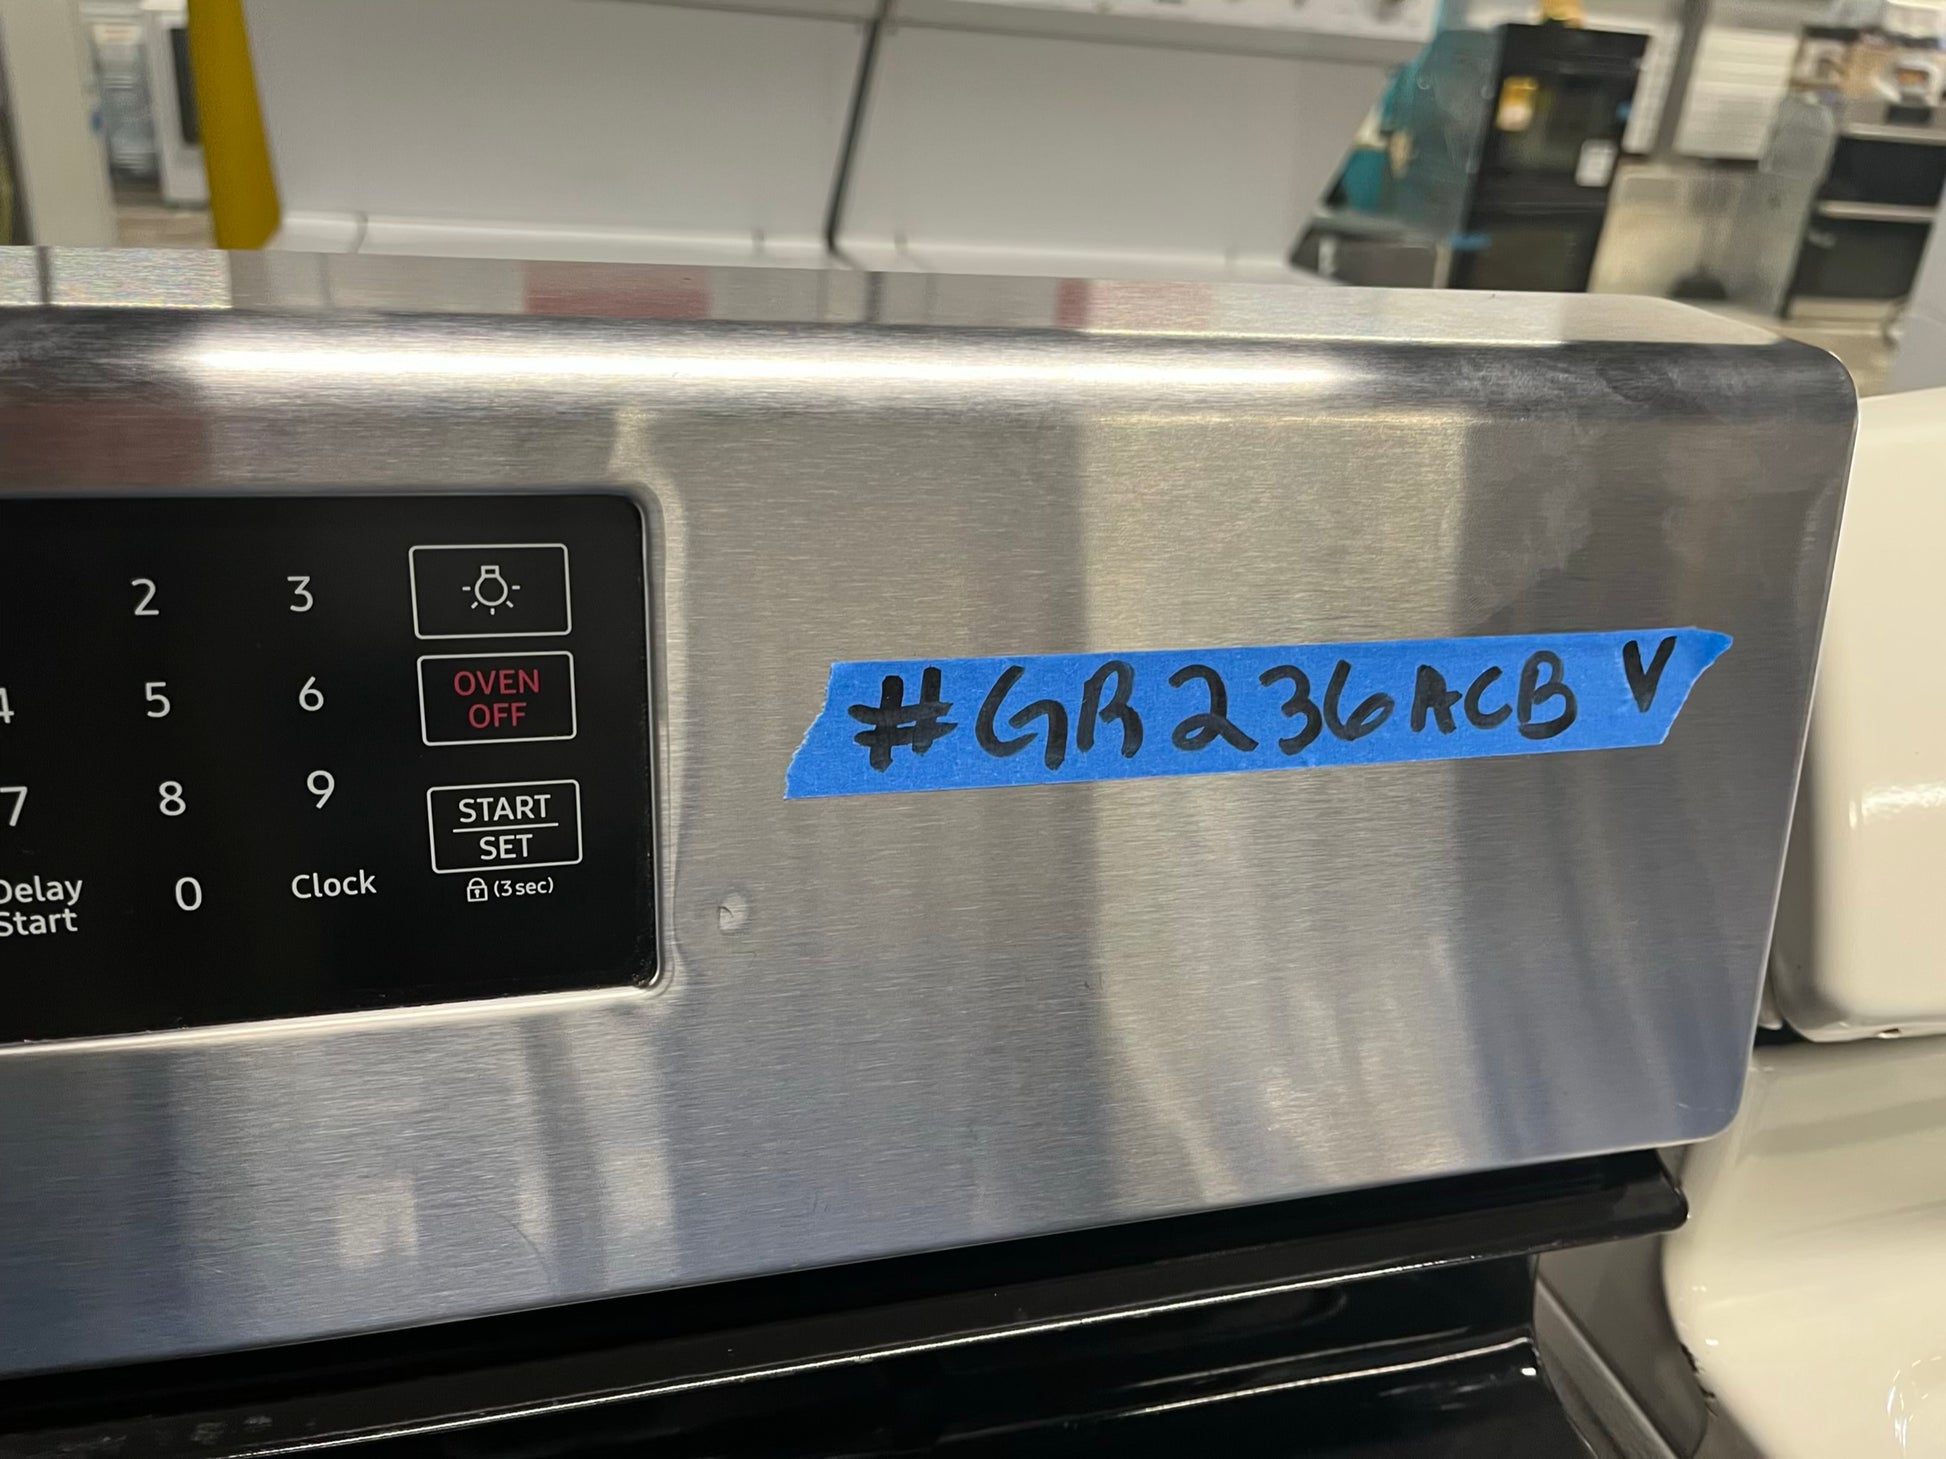 2 3
OVEN
OFF
4 5 6
7 8 9
START
SET
Delay
Start
0 Clock
(3 sec)
#GR236ACB V